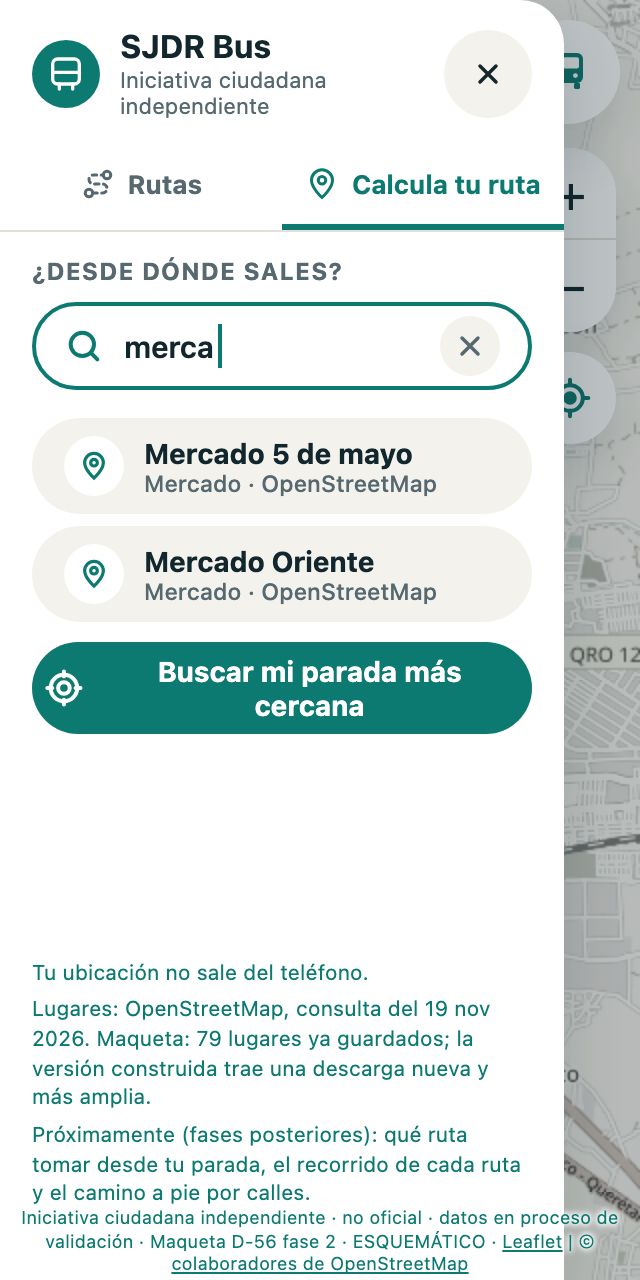 SJDR Bus
Iniciativa ciudadana
independiente
Rutas
Calcula tu ruta
¿DESDE DÓNDE SALES?
merca
Mercado 5 de mayo
Mercado · OpenStreetMap
Mercado Oriente
Mercado · OpenStreetMap
Buscar mi parada más
cercana
QRO 12
Tu ubicación no sale del teléfono.
Lugares: OpenStreetMap, consulta del 19 nov
2026. Maqueta: 79 lugares ya guardados; la
versión construida trae una descarga nueva y
más amplia.
Próximamente (fases posteriores): qué ruta
tomar desde tu parada, el recorrido de cada ruta
y el camino a pie por calles.
Iniciativa ciudadana independiente · no oficial · datos en proceso de
validación · Maqueta D-56 fase 2 · ESQUEMÁTICO · Leaflet | ©
colaboradores de OpenStreetMap